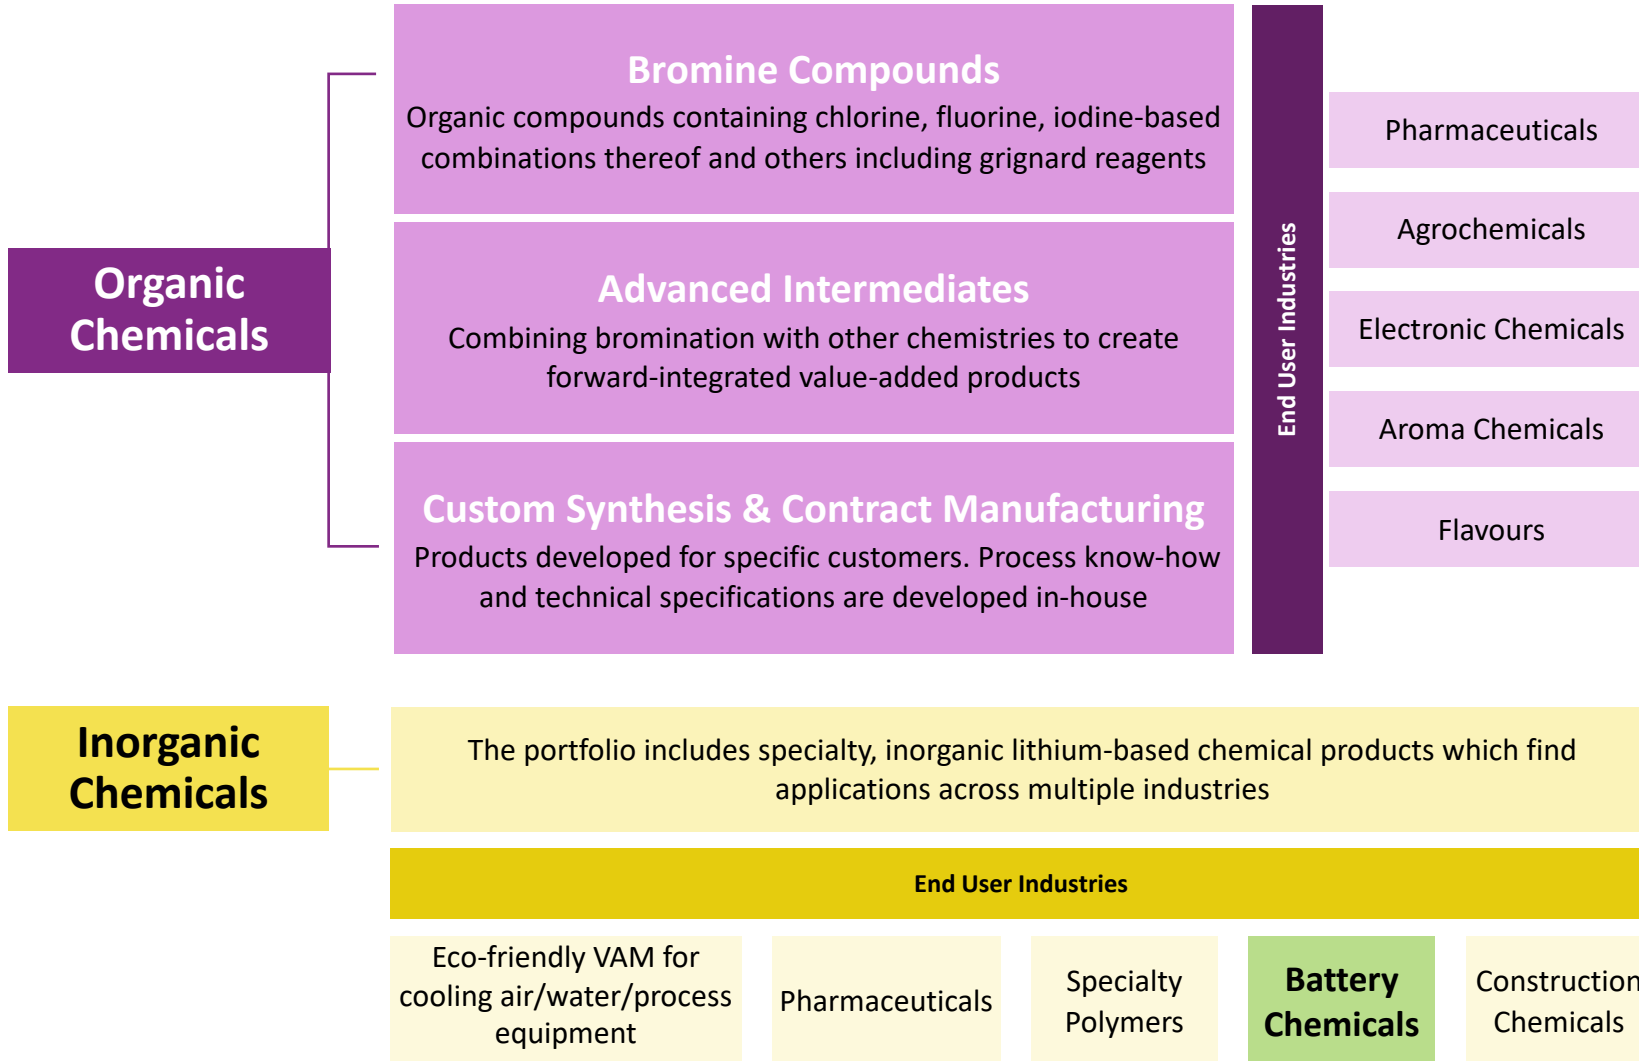 Organic
Chemicals
Bromine Compounds
Organic compounds containing chlorine, fluorine, iodine-based
combinations thereof and others including grignard reagents
Advanced Intermediates
Combining bromination with other chemistries to create
forward-integrated value-added products
Custom Synthesis & Contract Manufacturing
Products developed for specific customers. Process know-how
and technical specifications are developed in-house
End User Industries
Pharmaceuticals
Agrochemicals
Electronic Chemicals
Aroma Chemicals
Flavours
Inorganic
Chemicals
The portfolio includes specialty, inorganic lithium-based chemical products which find
applications across multiple industries
End User Industries
Eco-friendly VAM for
cooling air/water/process
equipment
Pharmaceuticals
Specialty
Polymers
Battery
Chemicals
Construction
Chemicals